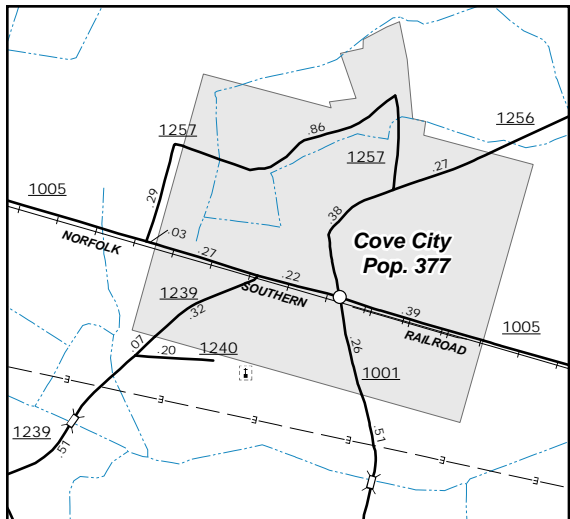 1257
.86
1256
1257
.27
1005
.29
.38
.03
NORFOLK
Cove City
Pop. 377
.27
.22
1239
SOUTHERN
.32
.39
1005
RAILROAD
.07
.20
1240
.26
1001
E
E
E
E
1239
.51
.51